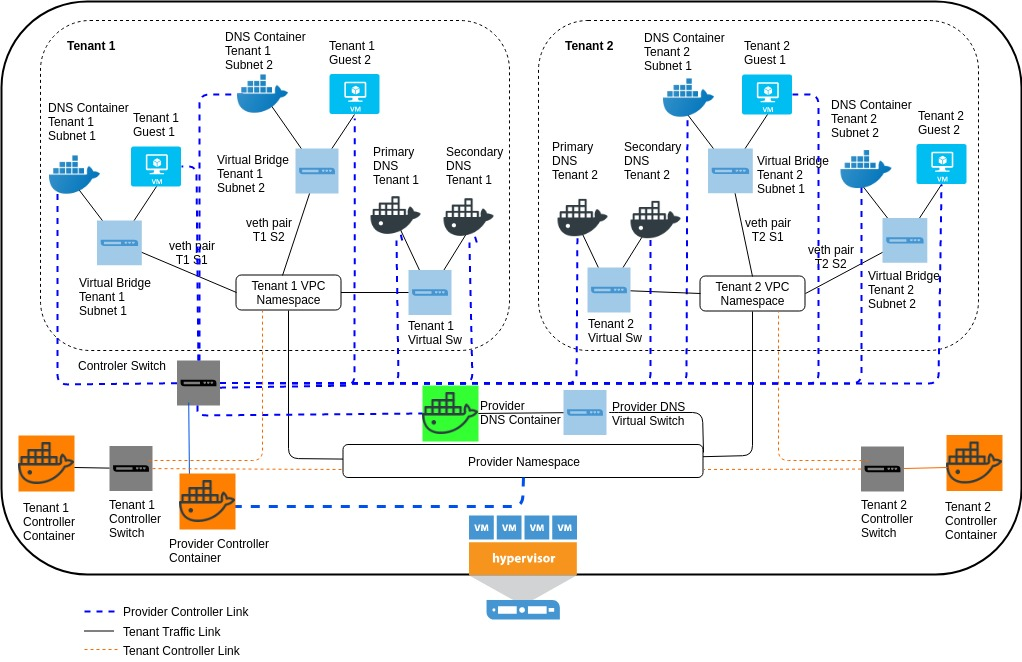 Tenant 1
DNS Container
Tenant 1
Subnet 2
Tenant 1
Guest 2
VM
DNS Container
Tenant 1
Subnet 1
Tenant 1
Guest 1
VM
Virtual Bridge
Tenant 1
Subnet 2
Primary
DNS
Tenant 1
Secondary
DNS
Tenant 1
veth pair
T1 S1
veth pair
T1 S2
Virtual Bridge
Tenant 1
Subnet 1
Tenant 1 VPC
Namespace
Tenant 1
Virtual Sw
Tenant 2
DNS Container
Tenant 2
Subnet 1
Tenant 2
Guest 1
VM
DNS Container
Tenant 2
Subnet 2
Tenant 2
Guest 2
VM
Primary
DNS
Tenant 2
Secondary
DNS
Tenant 2
Virtual Bridge
Tenant 2
Subnet 1
veth pair
T2 S1
veth pair
T2 S2
Virtual Bridge
Tenant 2
Subnet 2
Tenant 2 VPC
Namespace
Tenant 2
Virtual Sw
Controler Switch
Provider
DNS Container
Provider DNS
Virtual Switch
Provider Namespace
Tenant 1
Controller
Container
Tenant 1
Controller
Switch
Provider Controller
Container
Tenant 2
Controller
Switch
Tenant 2
Controller
Container
VM VM VM VM
hypervisor
Provider Controller Link
Tenant Traffic Link
Tenant Controller Link